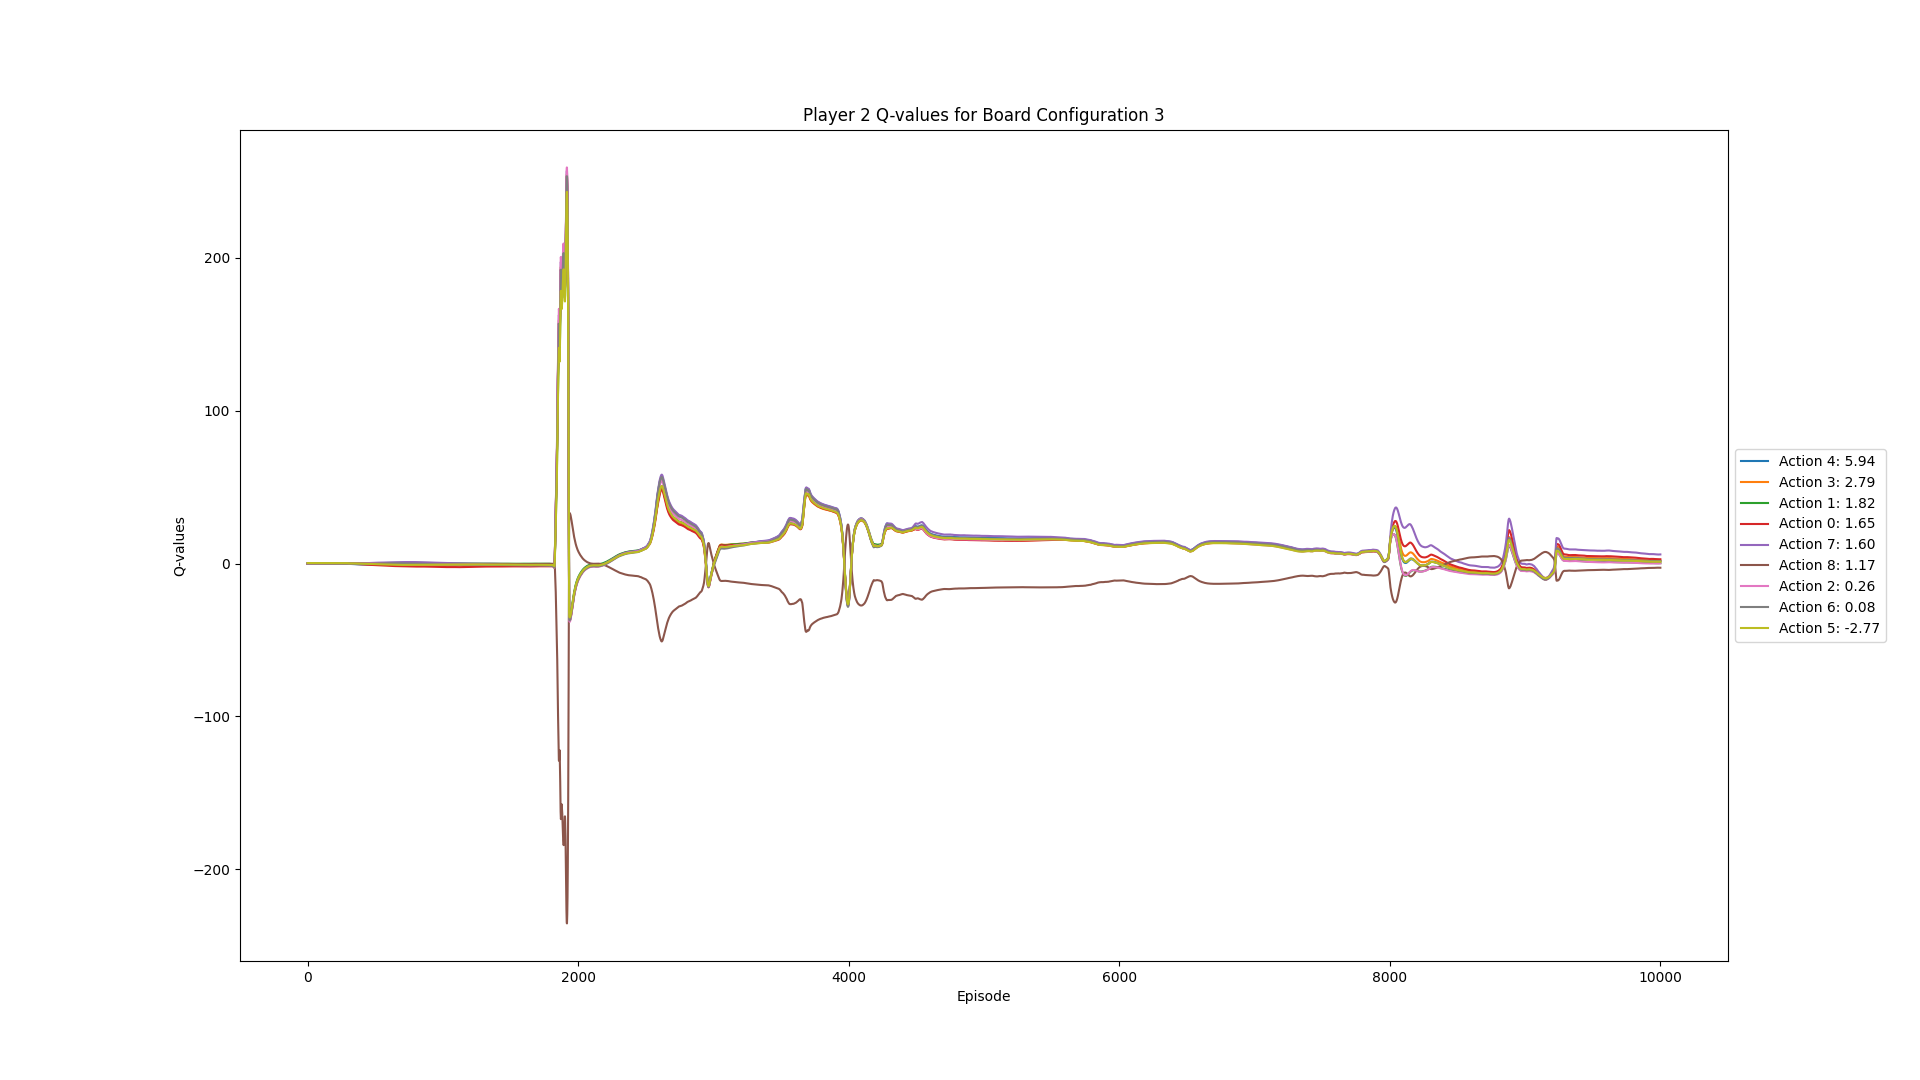 Player 2 Q-values for Board Configuration 3
Q-values
200
100
0
−100
−200
0
2000
4000
6000
8000
10000
Episode
Action 4: 5.94
Action 3: 2.79
Action 1: 1.82
Action 0: 1.65
Action 7: 1.60
Action 8: 1.17
Action 2: 0.26
Action 6: 0.08
Action 5: -2.77